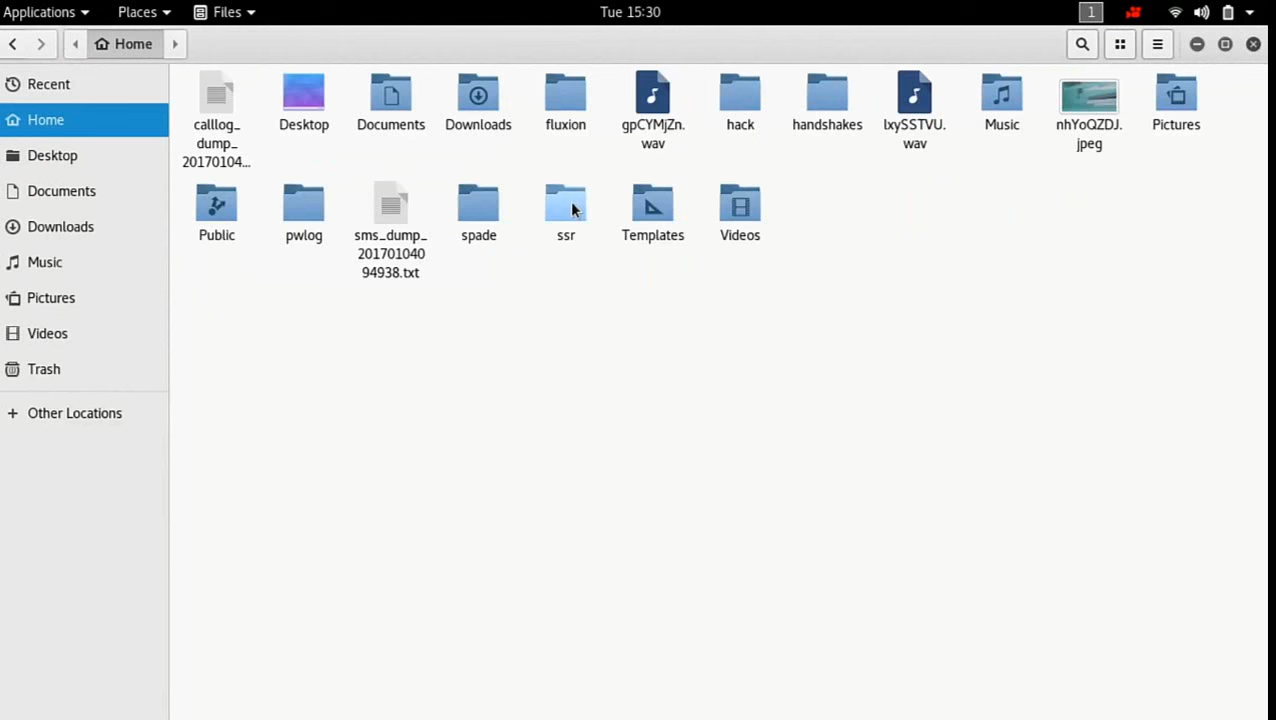 Applications Places Files Tue 15:30 1
Home
Recent
Home
Desktop
Documents
Downloads
Music
Pictures
Videos
Trash
Other Locations
calllog_
dump_
20170104...
Desktop
Documents
Downloads
fluxion
gpCYMjZn.
wav
hack
handshakes
lxySSTVU.
wav
Music
nhYoQZDJ.
jpeg
Pictures
Public
pwlog
sms_dump_
201701040
94938.txt
spade
ssr
Templates
Videos